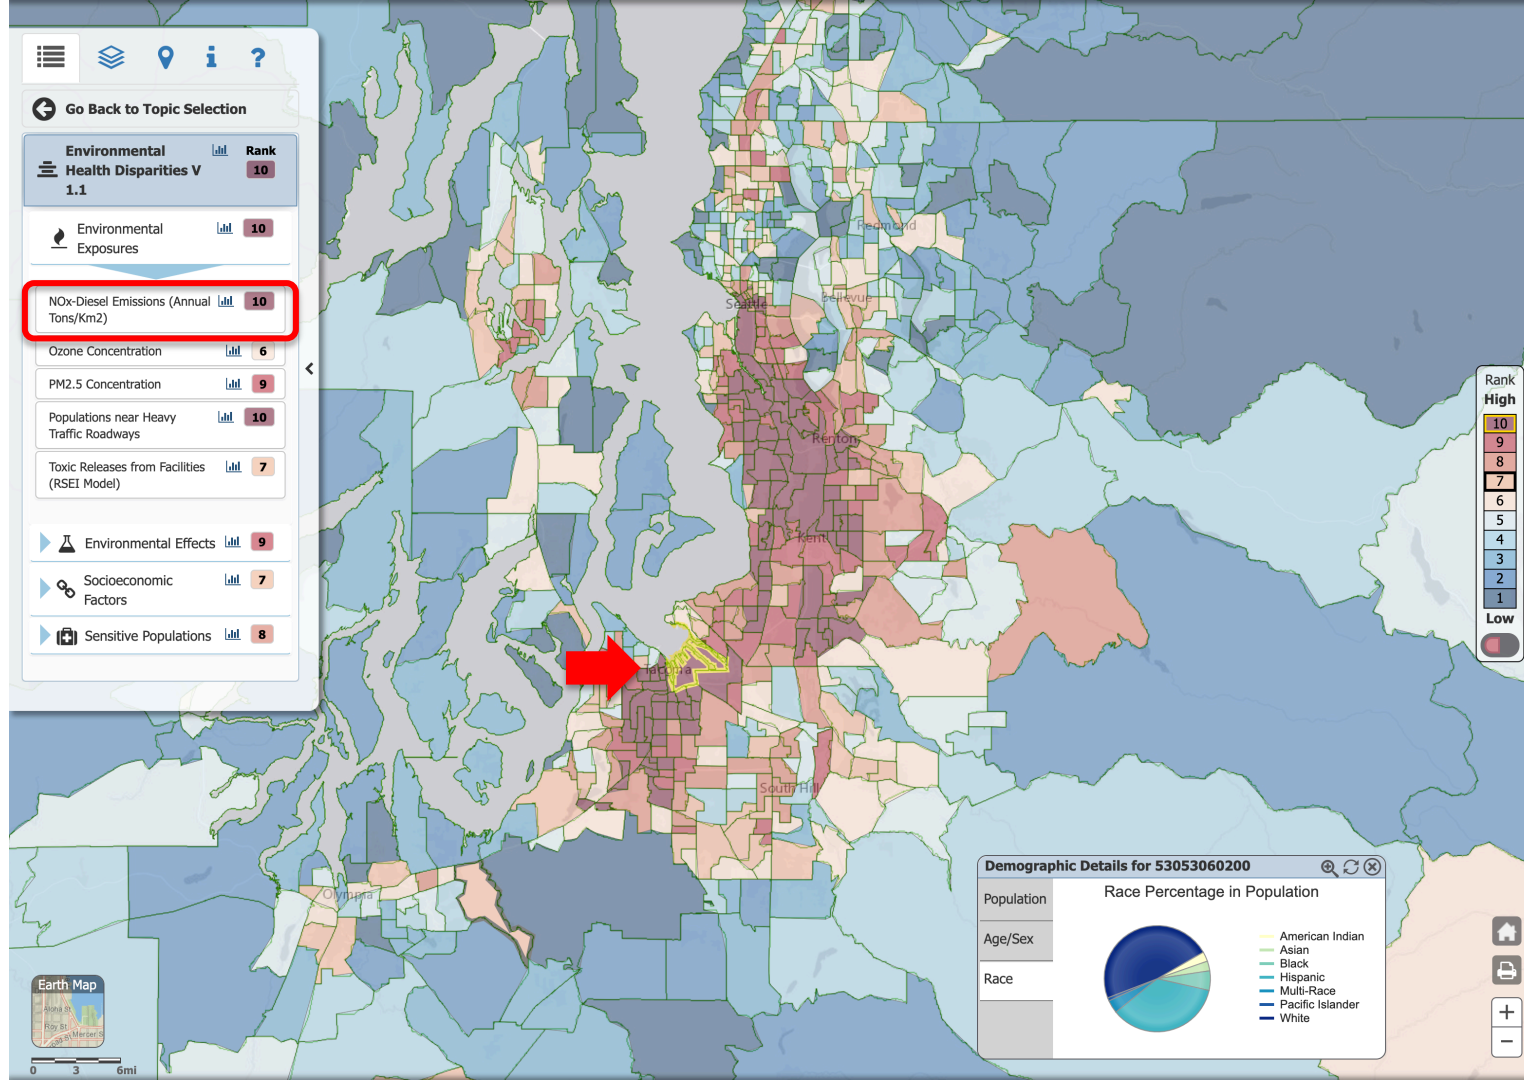 Go Back to Topic Selection
Environmental
Health Disparities V
1.1
Rank
10
Environmental
Exposures
10
NOx-Diesel Emissions (Annual
Tons/Km2)
10
Ozone Concentration
6
PM2.5 Concentration
9
Populations near Heavy
Traffic Roadways
10
Toxic Releases from Facilities
(RSEI Model)
7
Environmental Effects
9
Socioeconomic
Factors
7
Sensitive Populations
8
Redmond
Seattle
Bellevue
Renton
Kent
Tacoma
South Hill
Olympia
Rank
High
10
9
8
7
6
5
4
3
2
1
Low
Demographic Details for 53053060200
Population
Age/Sex
Race
Race Percentage in Population
American Indian
Asian
Black
Hispanic
Multi-Race
Pacific Islander
White
Earth Map
Aloha St
Roy St
Mercer S
0 3 6mi
+
−